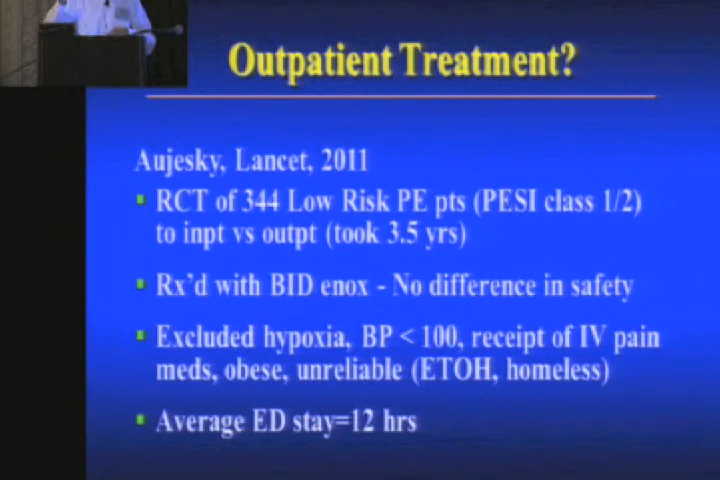 Outpatient Treatment?
Aujesky, Lancet, 2011
RCT of 344 Low Risk PE pts (PESI class 1/2)
to inpt vs outpt (took 3.5 yrs)
Rx'd with BID enox - No difference in safety
Excluded hypoxia, BP < 100, receipt of IV pain
meds, obese, unreliable (ETOH, homeless)
Average ED stay=12 hrs